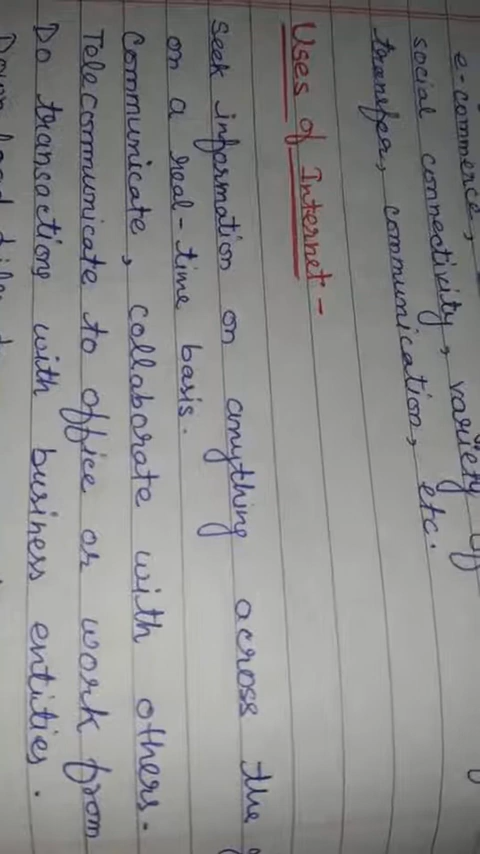 e-commerce,
social connectivity, variety of
transfer, communication, etc.
Uses of Internet -
Seek information on anything across the
on a real-time basis.
Communicate, collaborate with others.
Telecommunicate to office or work from
Do transactions with business entities.